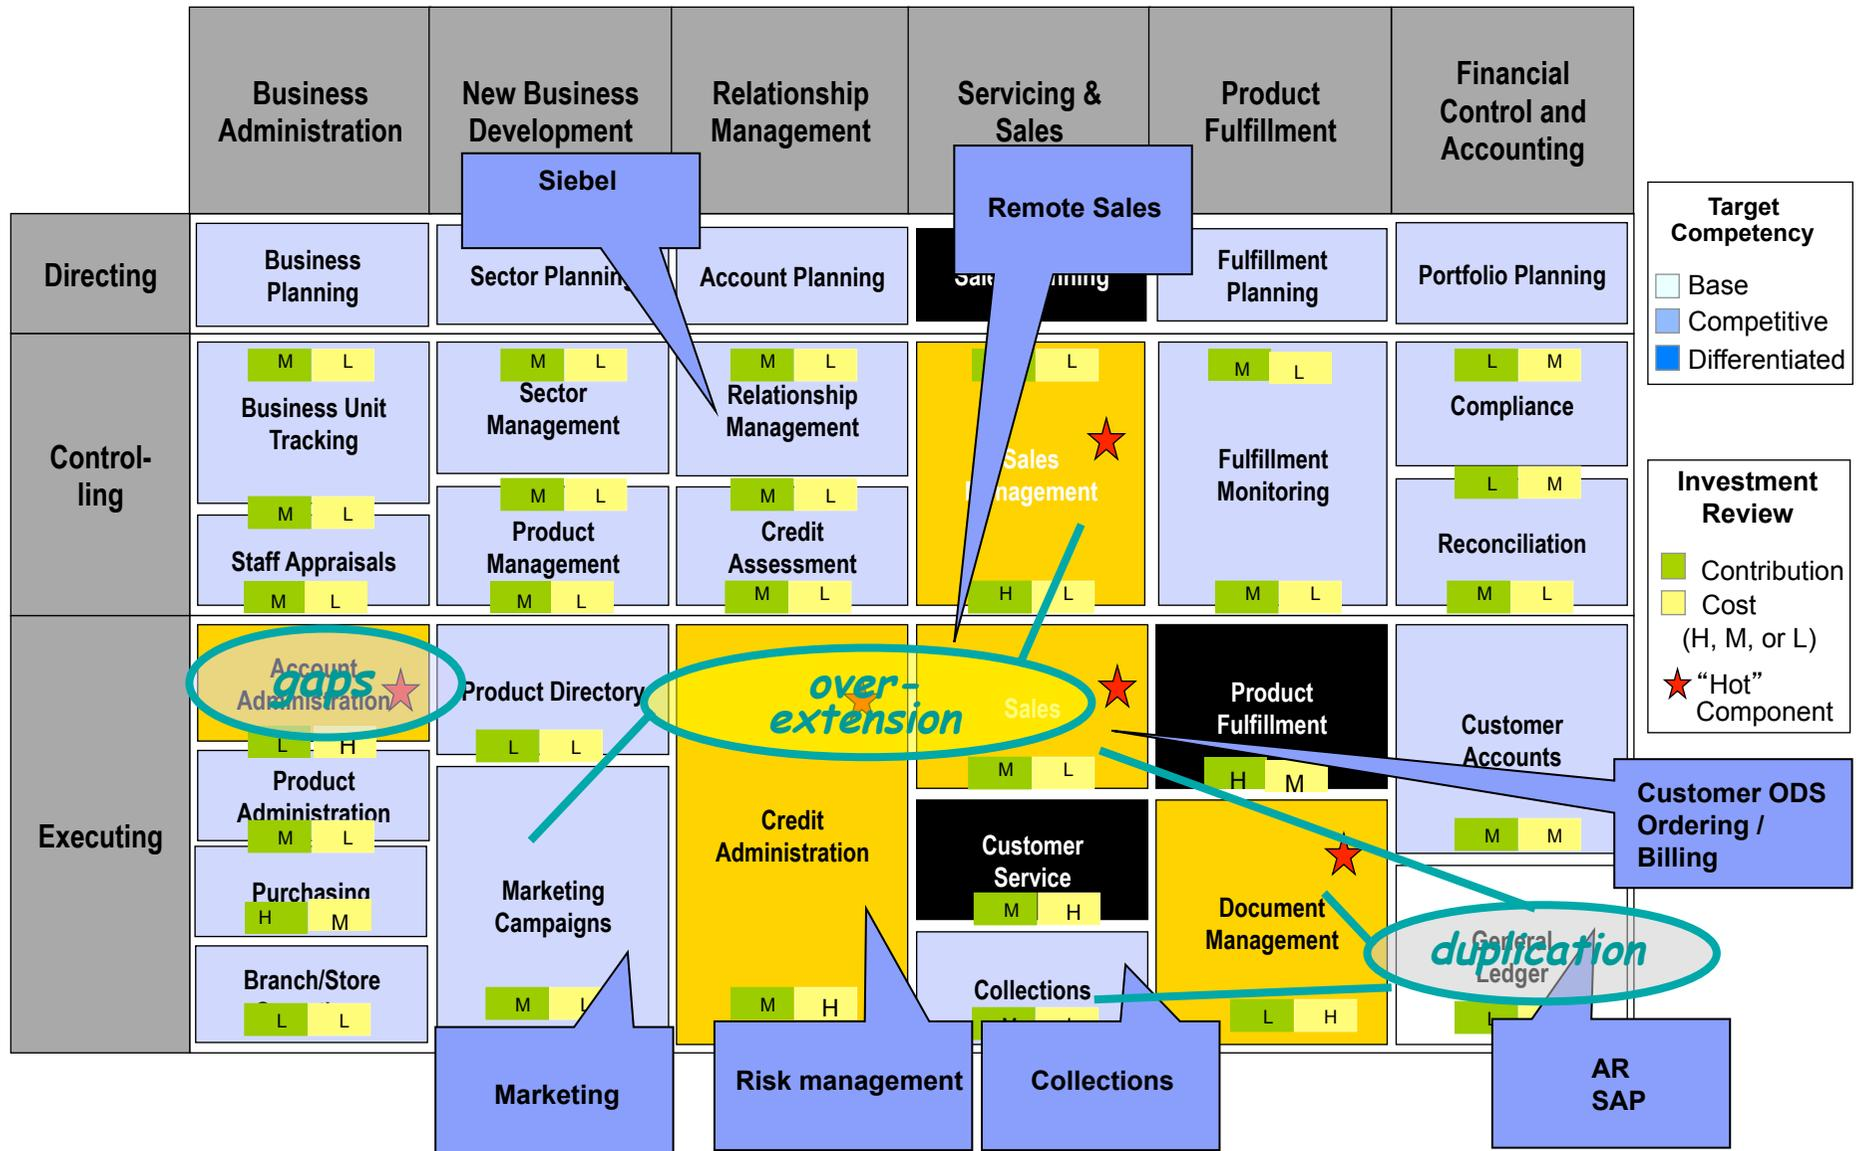 Business
Administration
New Business
Development
Relationship
Management
Servicing &
Sales
Product
Fulfillment
Financial
Control and
Accounting
Siebel
Remote Sales
Target
Competency
Base
Competitive
Differentiated
Directing
Business
Planning
Sector Planning
Account Planning
Fulfillment
Planning
Portfolio Planning
Control-
ling
M L
Business Unit
Tracking
M L
Staff Appraisals
M L
M L
Sector
Management
M L
Product
Management
M L
M L
Relationship
Management
M L
Credit
Assessment
M L
L
Sales
Management
H L
M L
Fulfillment
Monitoring
M L
L M
Compliance
L M
Reconciliation
M L
Investment
Review
Contribution
Cost
(H, M, or L)
"Hot"
Component
Executing
Account
Administration
gaps
L H
Product
Administration
M L
Purchasing
H M
Branch/Store
L L
Product Directory
L L
Marketing
Campaigns
M L
over-
extension
Credit
Administration
M H
Sales
M L
Customer
Service
M H
Collections
Product
Fulfillment
H M
Document
Management
L H
Customer
Accounts
M M
General
Ledger
duplication
L
Customer ODS
Ordering /
Billing
Marketing
Risk management
Collections
AR
SAP